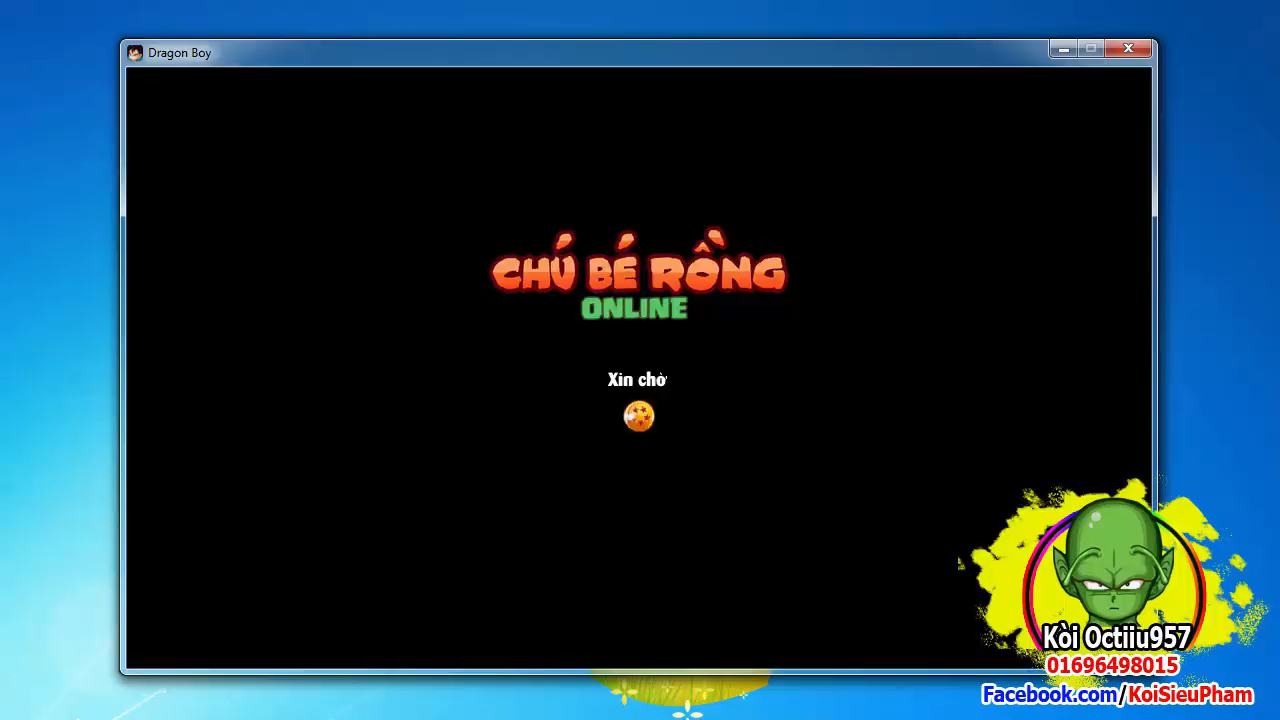 Dragon Boy
CHÚ BÉ RỒNG
ONLINE
Xin chờ
Kòi Octiiu957
01696498015
Facebook.com/KoiSieuPham